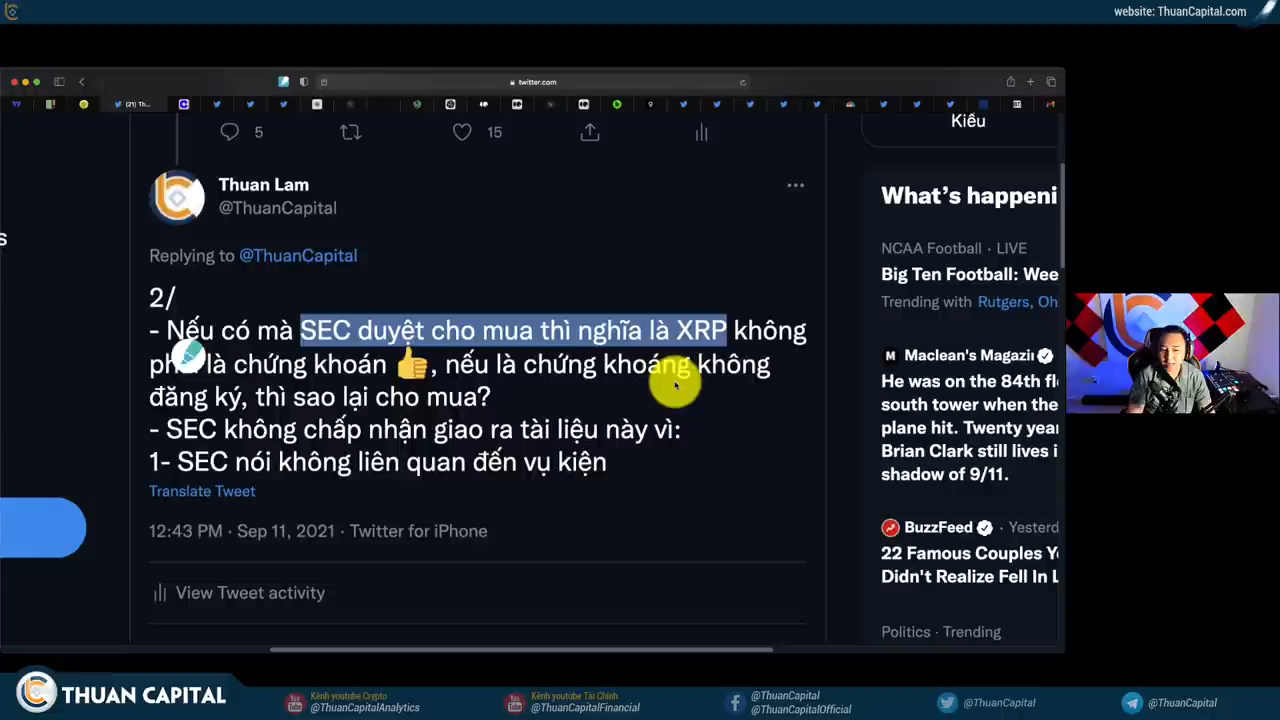 website: ThuanCapital.com
twitter.com
(21) Th...
5
15
Kiều
Thuan Lam
@ThuanCapital
What's happeni
s
Replying to @ThuanCapital
NCAA Football · LIVE
Big Ten Football: Wee
Trending with Rutgers, Oh
2/
- Nếu có mà SEC duyệt cho mua thì nghĩa là XRP không
là chứng khoán 👍, nếu là chứng khoáng không
đăng ký, thì sao lại cho mua?
- SEC không chấp nhận giao ra tài liệu này vì:
1- SEC nói không liên quan đến vụ kiện
Translate Tweet
12:43 PM · Sep 11, 2021 · Twitter for iPhone
View Tweet activity
Maclean's Magazi
He was on the 84th fl
south tower when the
plane hit. Twenty year
Brian Clark still lives i
shadow of 9/11.
BuzzFeed · Yesterd
22 Famous Couples Y
Didn't Realize Fell In L
Politics · Trending
THUAN CAPITAL
Kênh youtube Crypto
@ThuanCapitalAnalytics
Kênh youtube Tài Chính
@ThuanCapitalFinancial
@ThuanCapital
@ThuanCapitalOfficial
@ThuanCapital
@ThuanCapital